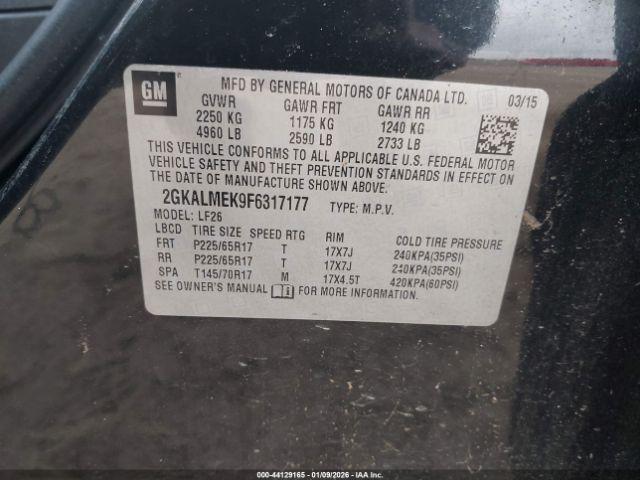 GM
MFD BY GENERAL MOTORS OF CANADA LTD. 03/15
GVWR GAWR FRT GAWR RR
2250 KG 1175 KG 1240 KG
4960 LB 2590 LB 2733 LB
THIS VEHICLE CONFORMS TO ALL APPLICABLE U.S. FEDERAL MOTOR
VEHICLE SAFETY AND THEFT PREVENTION STANDARDS IN EFFECT ON
THE DATE OF MANUFACTURE SHOWN ABOVE.
2GKALMEK9F6317177 TYPE: M.P.V.
MODEL: LF26
LBCD TIRE SIZE SPEED RTG RIM COLD TIRE PRESSURE
FRT P225/65R17 T 17X7J 240KPA(35PSI)
RR P225/65R17 T 17X7J 240KPA(35PSI)
SPA T145/70R17 M 17X4.5T 420KPA(60PSI)
SEE OWNER'S MANUAL FOR MORE INFORMATION.
000-44129165 - 01/09/2026 - IAAI.COM